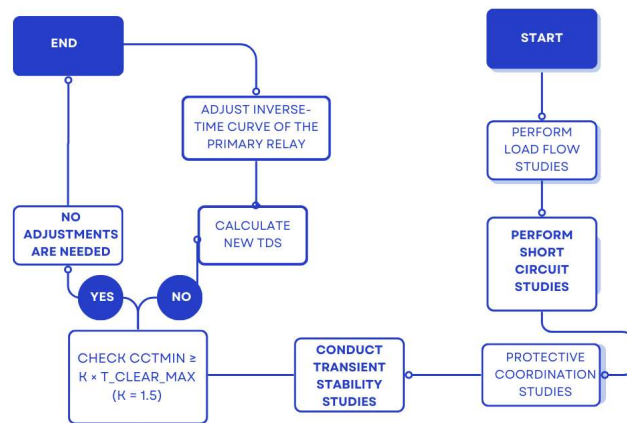 START
PERFORM
LOAD FLOW
STUDIES
PERFORM
SHORT
CIRCUIT
STUDIES
PROTECTIVE
COORDINATION
STUDIES
CONDUCT
TRANSIENT
STABILITY
STUDIES
CHECK CCTMIN ≥
K × T_CLEAR_MAX
(K = 1.5)
YES
NO
NO
ADJUSTMENTS
ARE NEEDED
CALCULATE
NEW TDS
ADJUST INVERSE-
TIME CURVE OF THE
PRIMARY RELAY
END